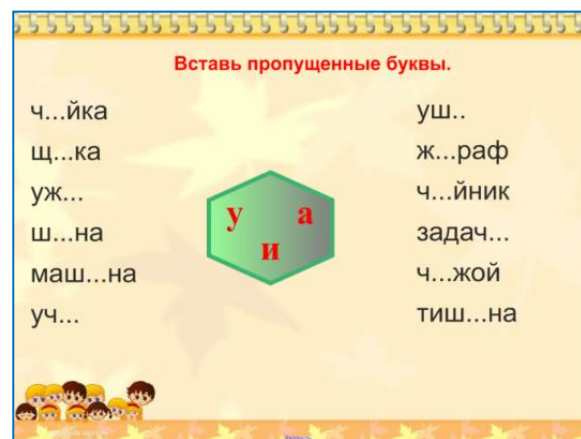 Вставь пропущенные буквы.
ч...йка
щ...ка
уж...
ш...на
маш...на
уч...
у а
и
уш..
ж...раф
ч...йник
задач...
ч...жой
тиш...на